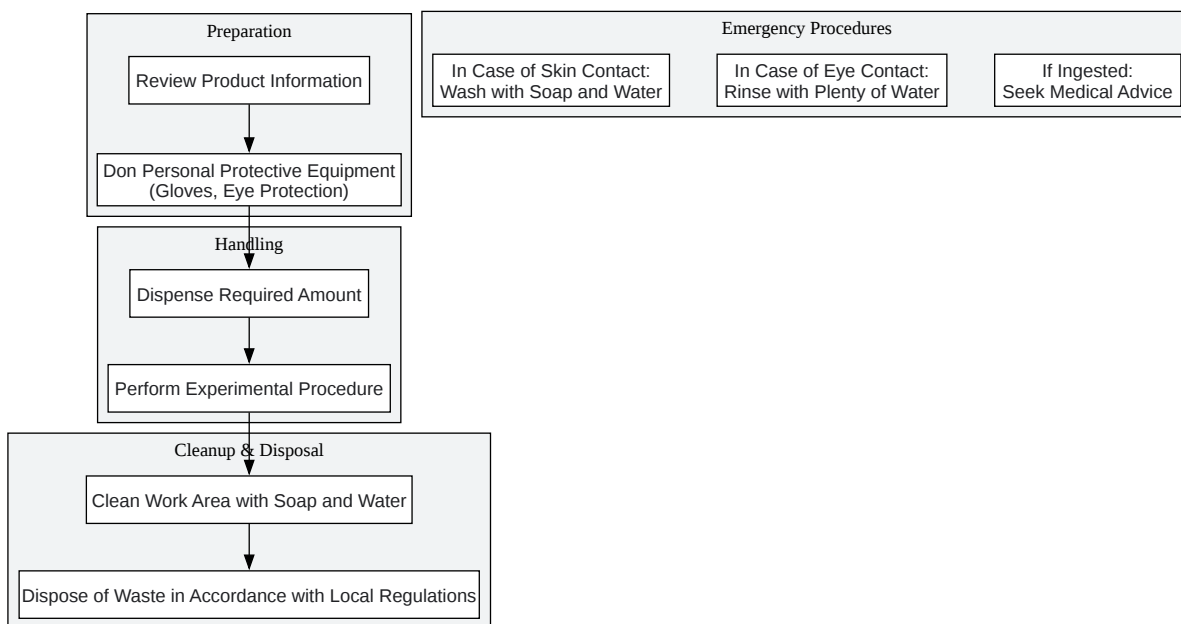 Preparation
Review Product Information
Don Personal Protective Equipment
(Gloves, Eye Protection)
Handling
Dispense Required Amount
Perform Experimental Procedure
Cleanup & Disposal
Clean Work Area with Soap and Water
Dispose of Waste in Accordance with Local Regulations
Emergency Procedures
In Case of Skin Contact:
Wash with Soap and Water
In Case of Eye Contact:
Rinse with Plenty of Water
If Ingested:
Seek Medical Advice